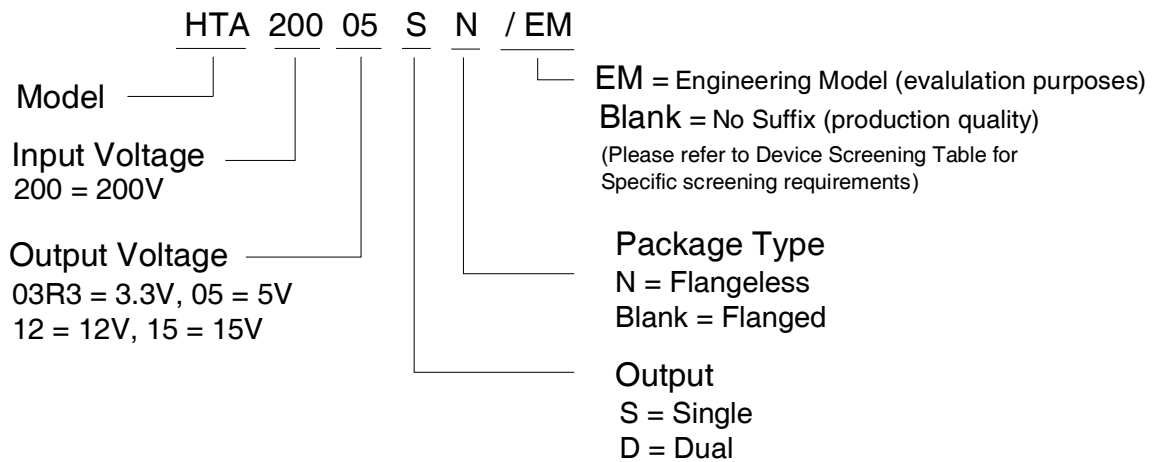 HTA 200 05 S N / EM
Model
Input Voltage
200 = 200V
Output Voltage
03R3 = 3.3V, 05 = 5V
12 = 12V, 15 = 15V
EM = Engineering Model (evalulation purposes)
Blank = No Suffix (production quality)
(Please refer to Device Screening Table for
Specific screening requirements)
Package Type
N = Flangeless
Blank = Flanged
Output
S = Single
D = Dual